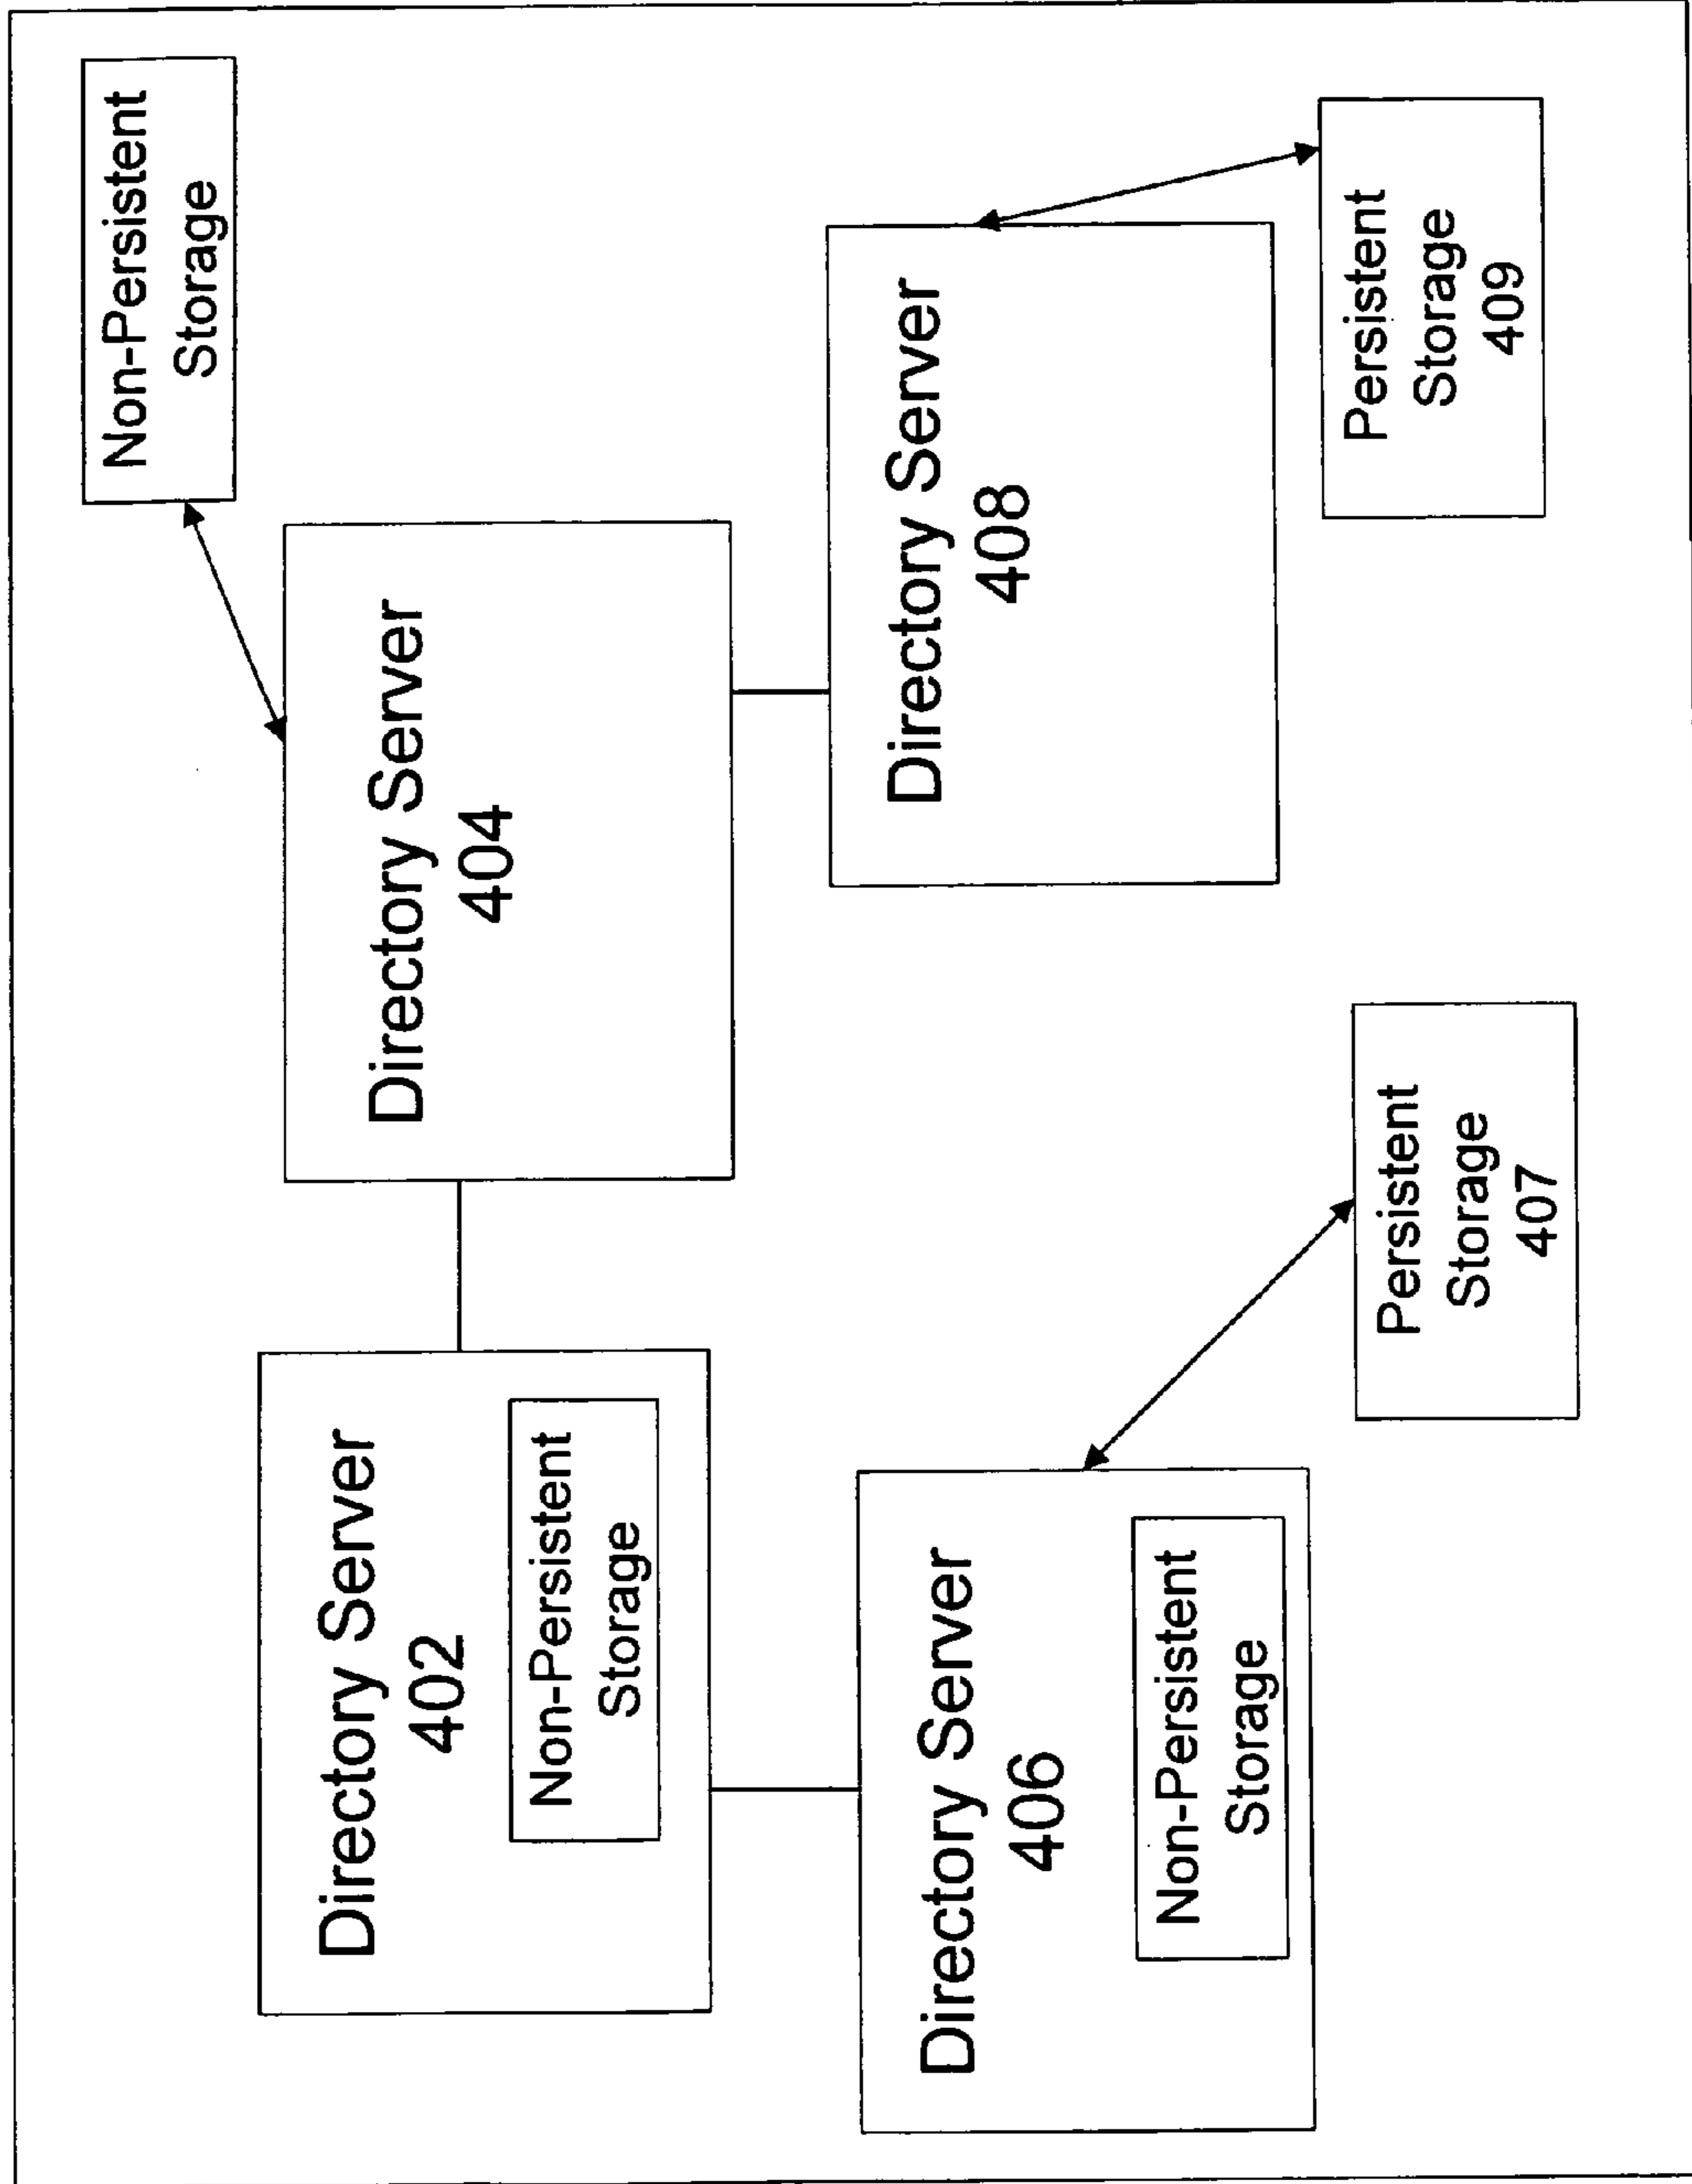 Non-Persistent
Storage
Directory Server
404
Directory Server
402
Non-Persistent
Storage
Directory Server
408
Directory Server
406
Non-Persistent
Storage
Persistent
Storage
409
Persistent
Storage
407